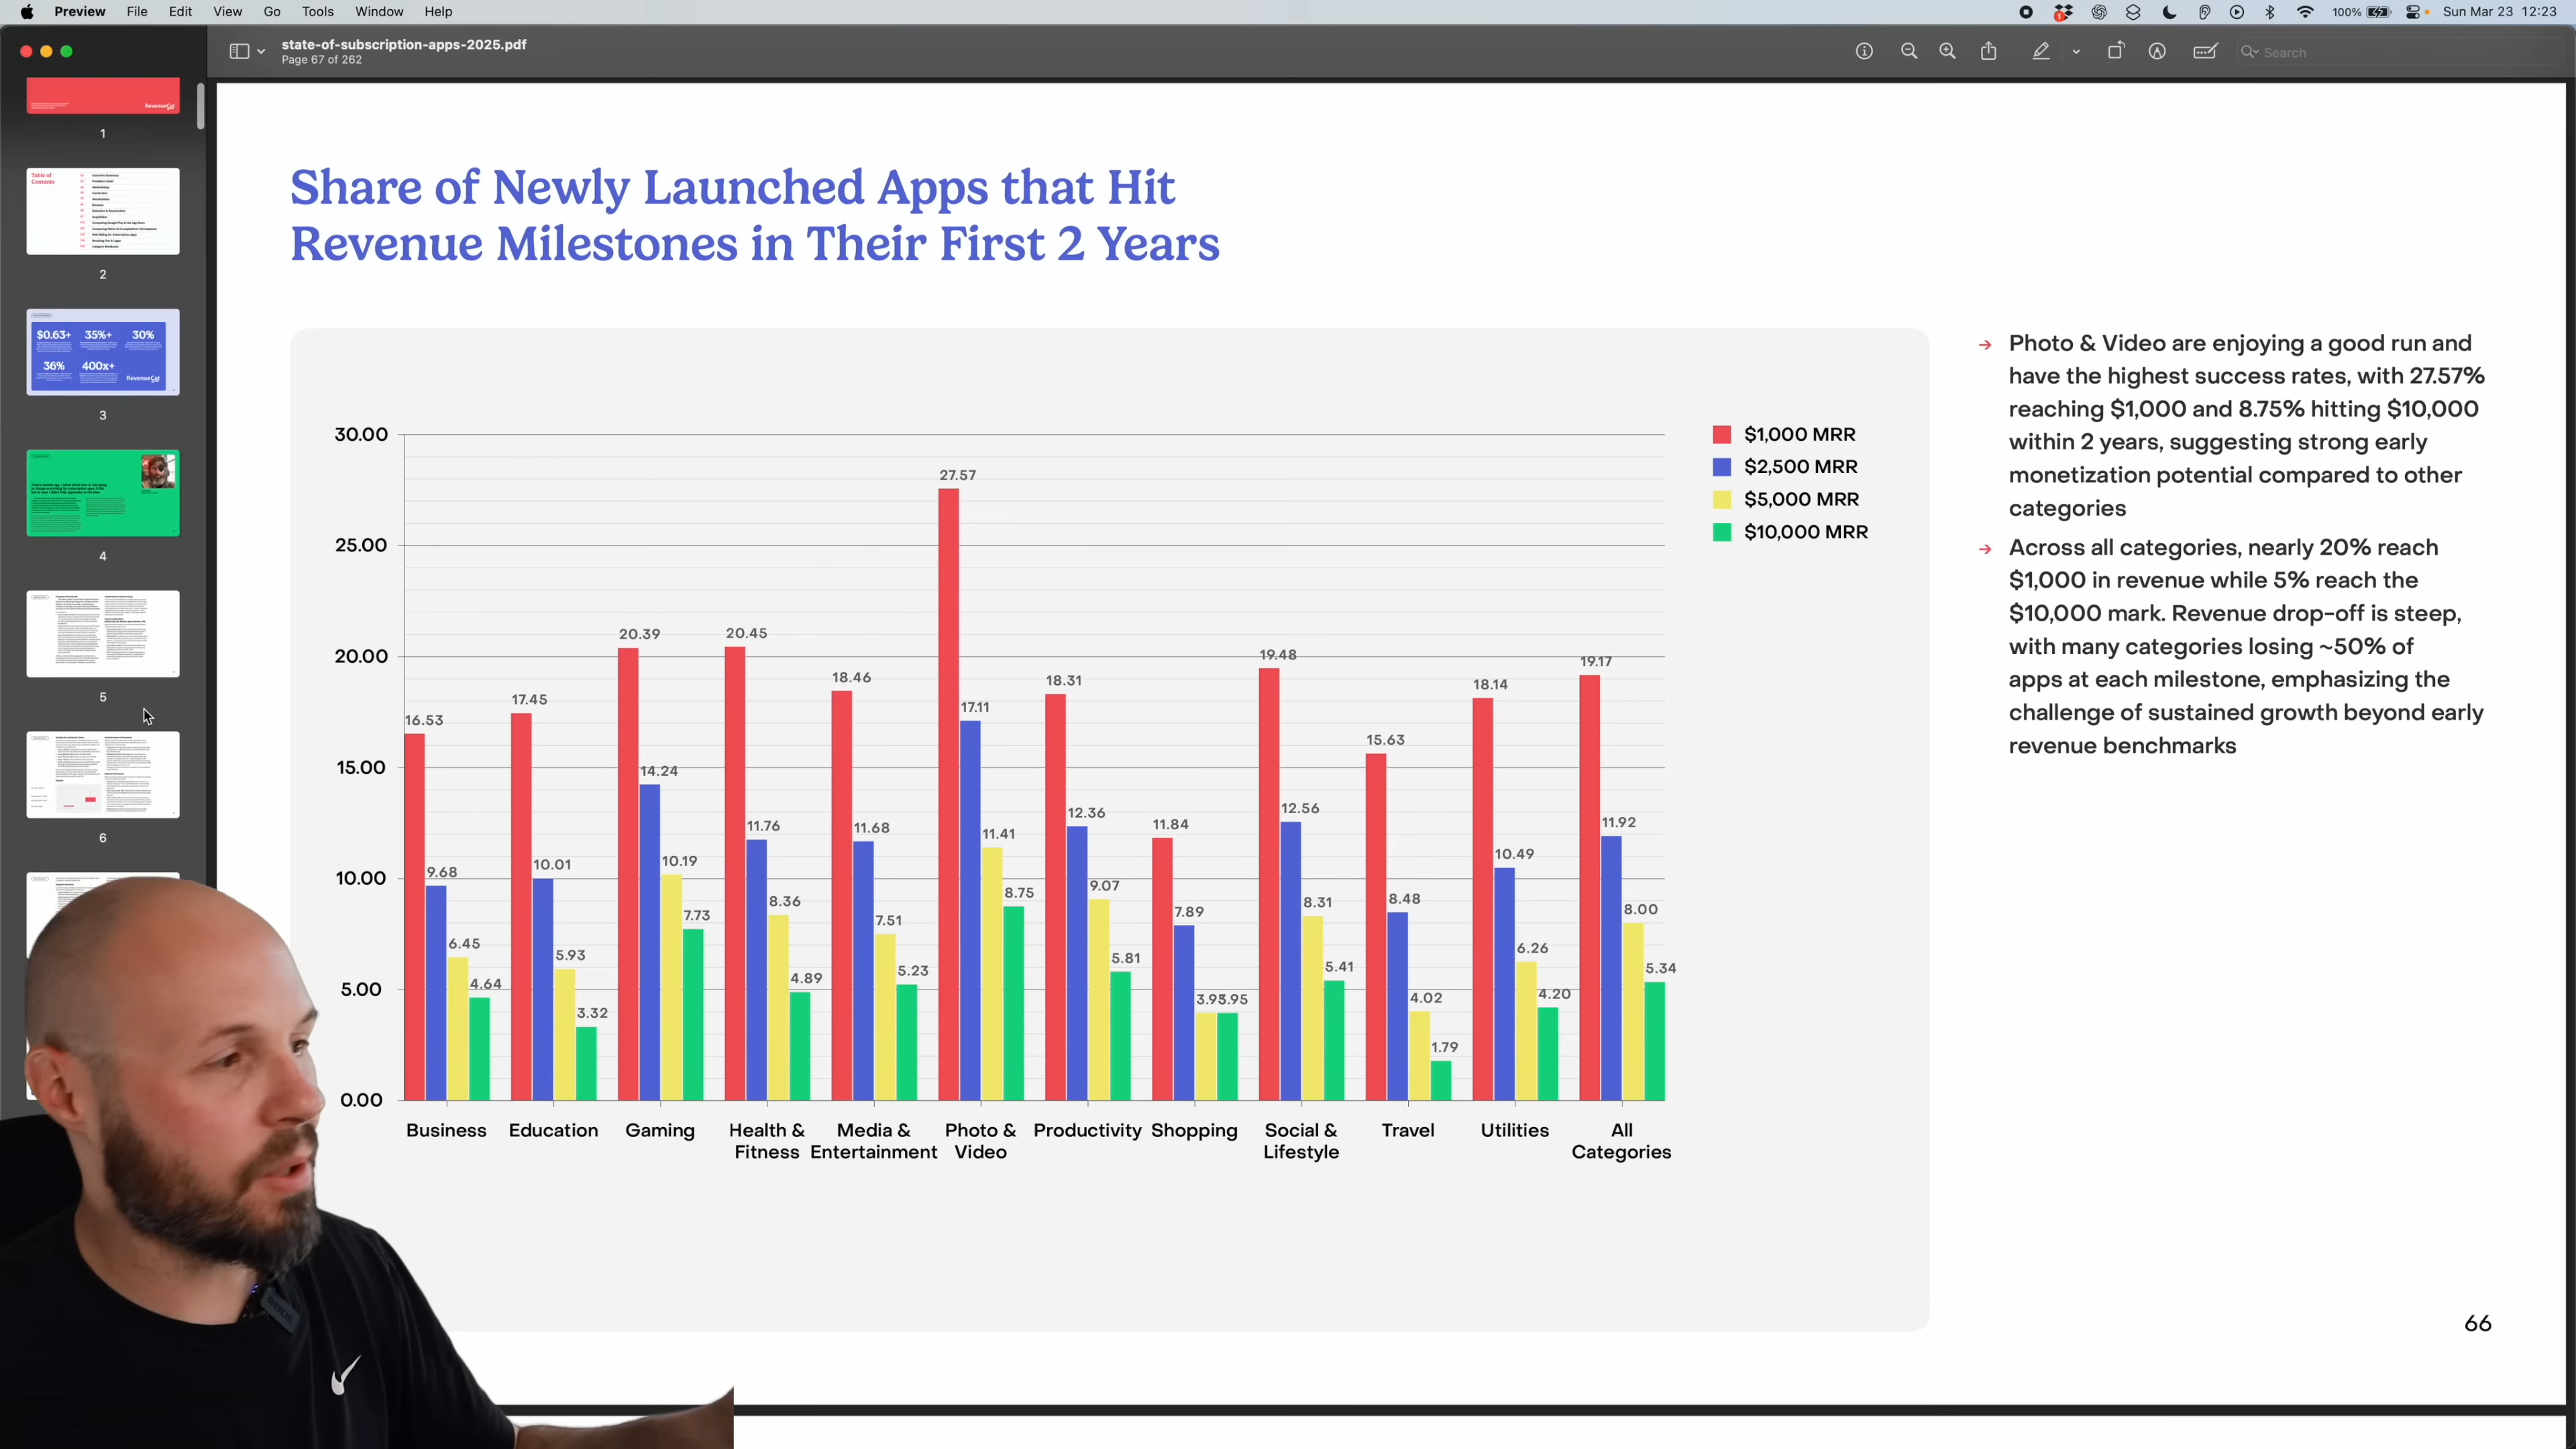 Preview File Edit View Go Tools Window Help
100% Sun Mar 23 12:23
state-of-subscription-apps-2025.pdf
Page 67 of 262
Search
RevenueCat
1
Table of
Contents
2
$0.63+ 35%+ 30%
36% 400x+
RevenueCat
3
4
5
6
Share of Newly Launched Apps that Hit
Revenue Milestones in Their First 2 Years
30.00
25.00
20.00
15.00
10.00
5.00
0.00
16.53
9.68
6.45
4.64
17.45
10.01
5.93
3.32
20.39
14.24
10.19
7.73
20.45
11.76
8.36
4.89
18.46
11.68
7.51
5.23
27.57
17.11
11.41
8.75
18.31
12.36
9.07
5.81
11.84
7.89
3.95
3.95
19.48
12.56
8.31
5.41
15.63
8.48
4.02
1.79
18.14
10.49
6.26
4.20
19.17
11.92
8.00
5.34
Business
Education
Gaming
Health &
Fitness
Media &
Entertainment
Photo &
Video
Productivity
Shopping
Social &
Lifestyle
Travel
Utilities
All
Categories
$1,000 MRR
$2,500 MRR
$5,000 MRR
$10,000 MRR
→ Photo & Video are enjoying a good run and
have the highest success rates, with 27.57%
reaching $1,000 and 8.75% hitting $10,000
within 2 years, suggesting strong early
monetization potential compared to other
categories
→ Across all categories, nearly 20% reach
$1,000 in revenue while 5% reach the
$10,000 mark. Revenue drop-off is steep,
with many categories losing ~50% of
apps at each milestone, emphasizing the
challenge of sustained growth beyond early
revenue benchmarks
66
RODE